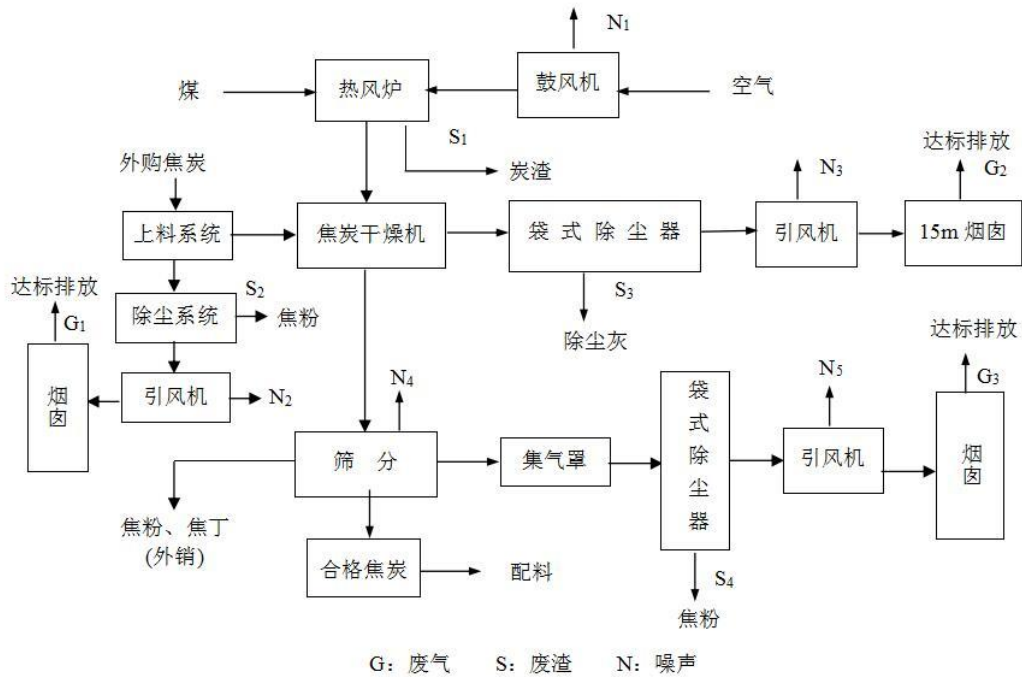 N₁
煤
热风炉
鼓风机
空气
S₁
炭渣
外购焦炭
达标排放
N₃
G₂
上料系统
焦炭干燥机
袋式除尘器
引风机
15m 烟囱
达标排放
S₂
S₃
G₁
除尘系统
焦粉
除尘灰
达标排放
烟囱
引风机
N₂
N₄
袋式除尘器
N₅
G₃
筛分
集气罩
引风机
烟囱
焦粉、焦丁
(外销)
合格焦炭
配料
S₄
焦粉
G：废气 S：废渣 N：噪声